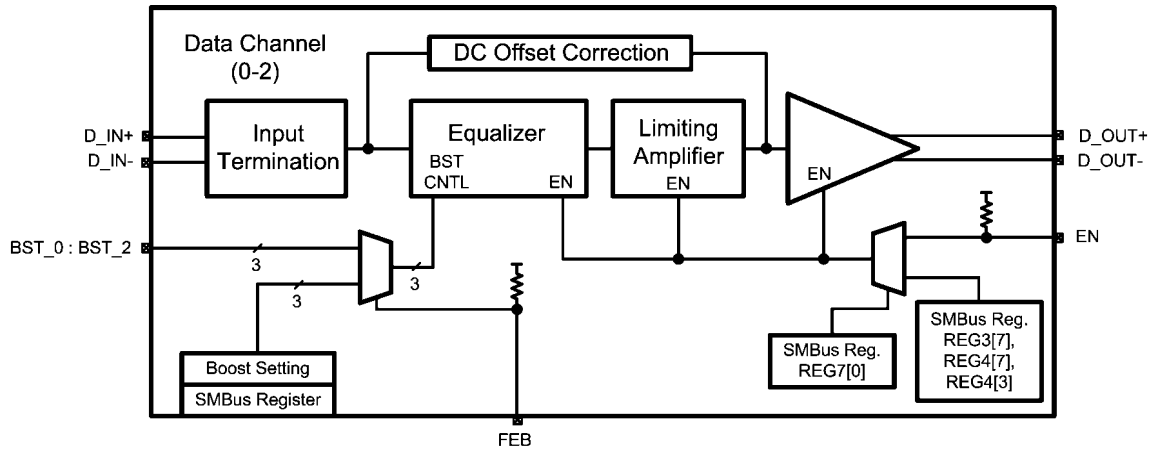 Data Channel
(0-2)
DC Offset Correction
D_IN+
D_IN-
Input
Termination
Equalizer
BST
CNTL
EN
Limiting
Amplifier
EN
EN
D_OUT+
D_OUT-
BST_0 : BST_2
3
3
3
EN
Boost Setting
SMBus Register
SMBus Reg.
REG7[0]
SMBus Reg.
REG3[7],
REG4[7],
REG4[3]
FEB